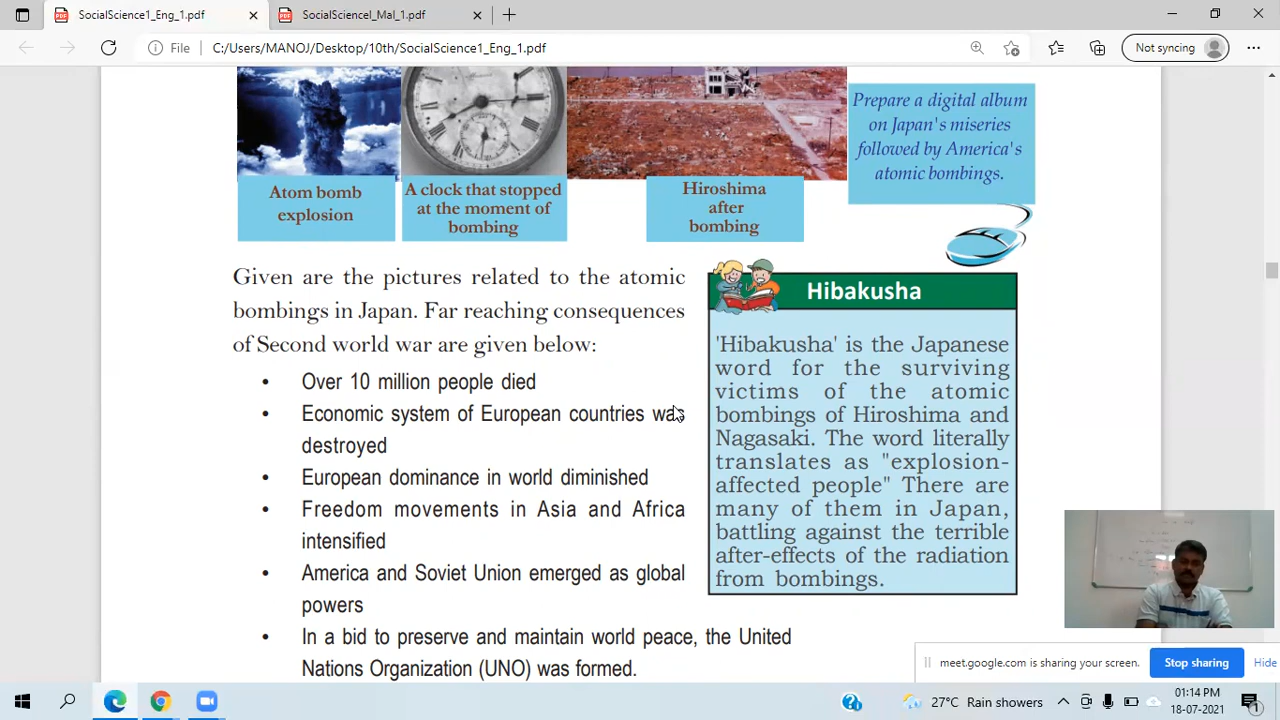 SocialScience1_Eng_1.pdf
SocialScienceI_Mal_1.pdf
File
C:/Users/MANOJ/Desktop/10th/SocialScience1_Eng_1.pdf
Not syncing
Prepare a digital album
on Japan's miseries
followed by America's
atomic bombings.
Atom bomb
explosion
A clock that stopped
at the moment of
bombing
Hiroshima
after
bombing
Given are the pictures related to the atomic
bombings in Japan. Far reaching consequences
of Second world war are given below:
• Over 10 million people died
• Economic system of European countries was
destroyed
• European dominance in world diminished
• Freedom movements in Asia and Africa
intensified
• America and Soviet Union emerged as global
powers
• In a bid to preserve and maintain world peace, the United
Nations Organization (UNO) was formed.
Hibakusha
'Hibakusha' is the Japanese
word for the surviving
victims of the atomic
bombings of Hiroshima and
Nagasaki. The word literally
translates as "explosion-
affected people" There are
many of them in Japan,
battling against the terrible
after-effects of the radiation
from bombings.
meet.google.com is sharing your screen.
Stop sharing
Hide
27°C Rain showers
01:14 PM
18-07-2021